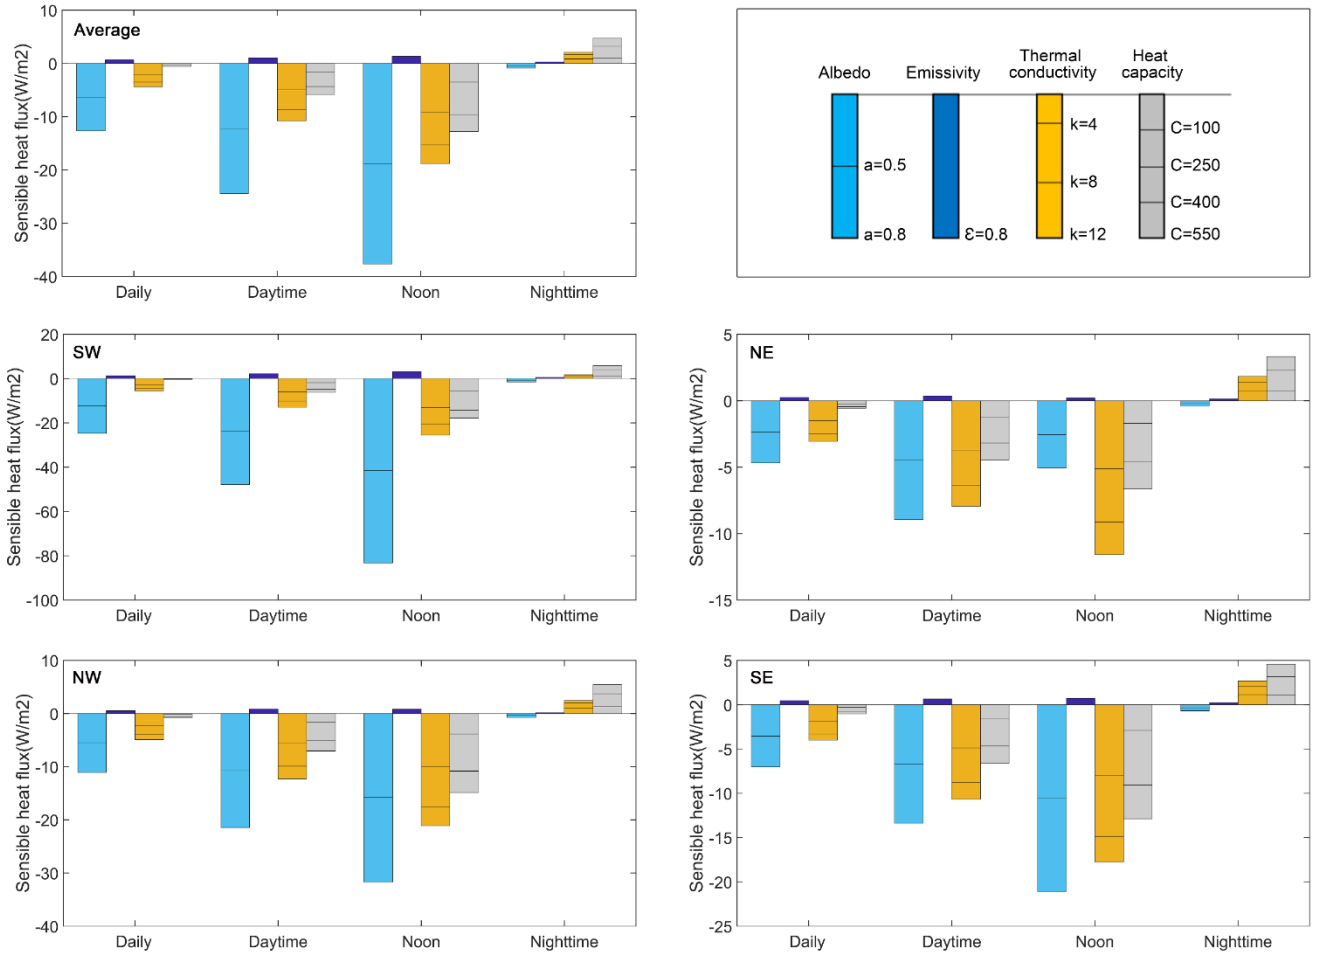 Average
Sensible heat flux(W/m2)
10
0
-10
-20
-30
-40
Daily Daytime Noon Nighttime
Albedo Emissivity Thermal conductivity Heat capacity
a=0.5
a=0.8
Ɛ=0.8
k=4
k=8
k=12
C=100
C=250
C=400
C=550
SW
Sensible heat flux(W/m2)
20
0
-20
-40
-60
-80
-100
Daily Daytime Noon Nighttime
NE
Sensible heat flux(W/m2)
5
0
-5
-10
-15
Daily Daytime Noon Nighttime
NW
Sensible heat flux(W/m2)
10
0
-10
-20
-30
-40
Daily Daytime Noon Nighttime
SE
Sensible heat flux(W/m2)
5
0
-5
-10
-15
-20
-25
Daily Daytime Noon Nighttime